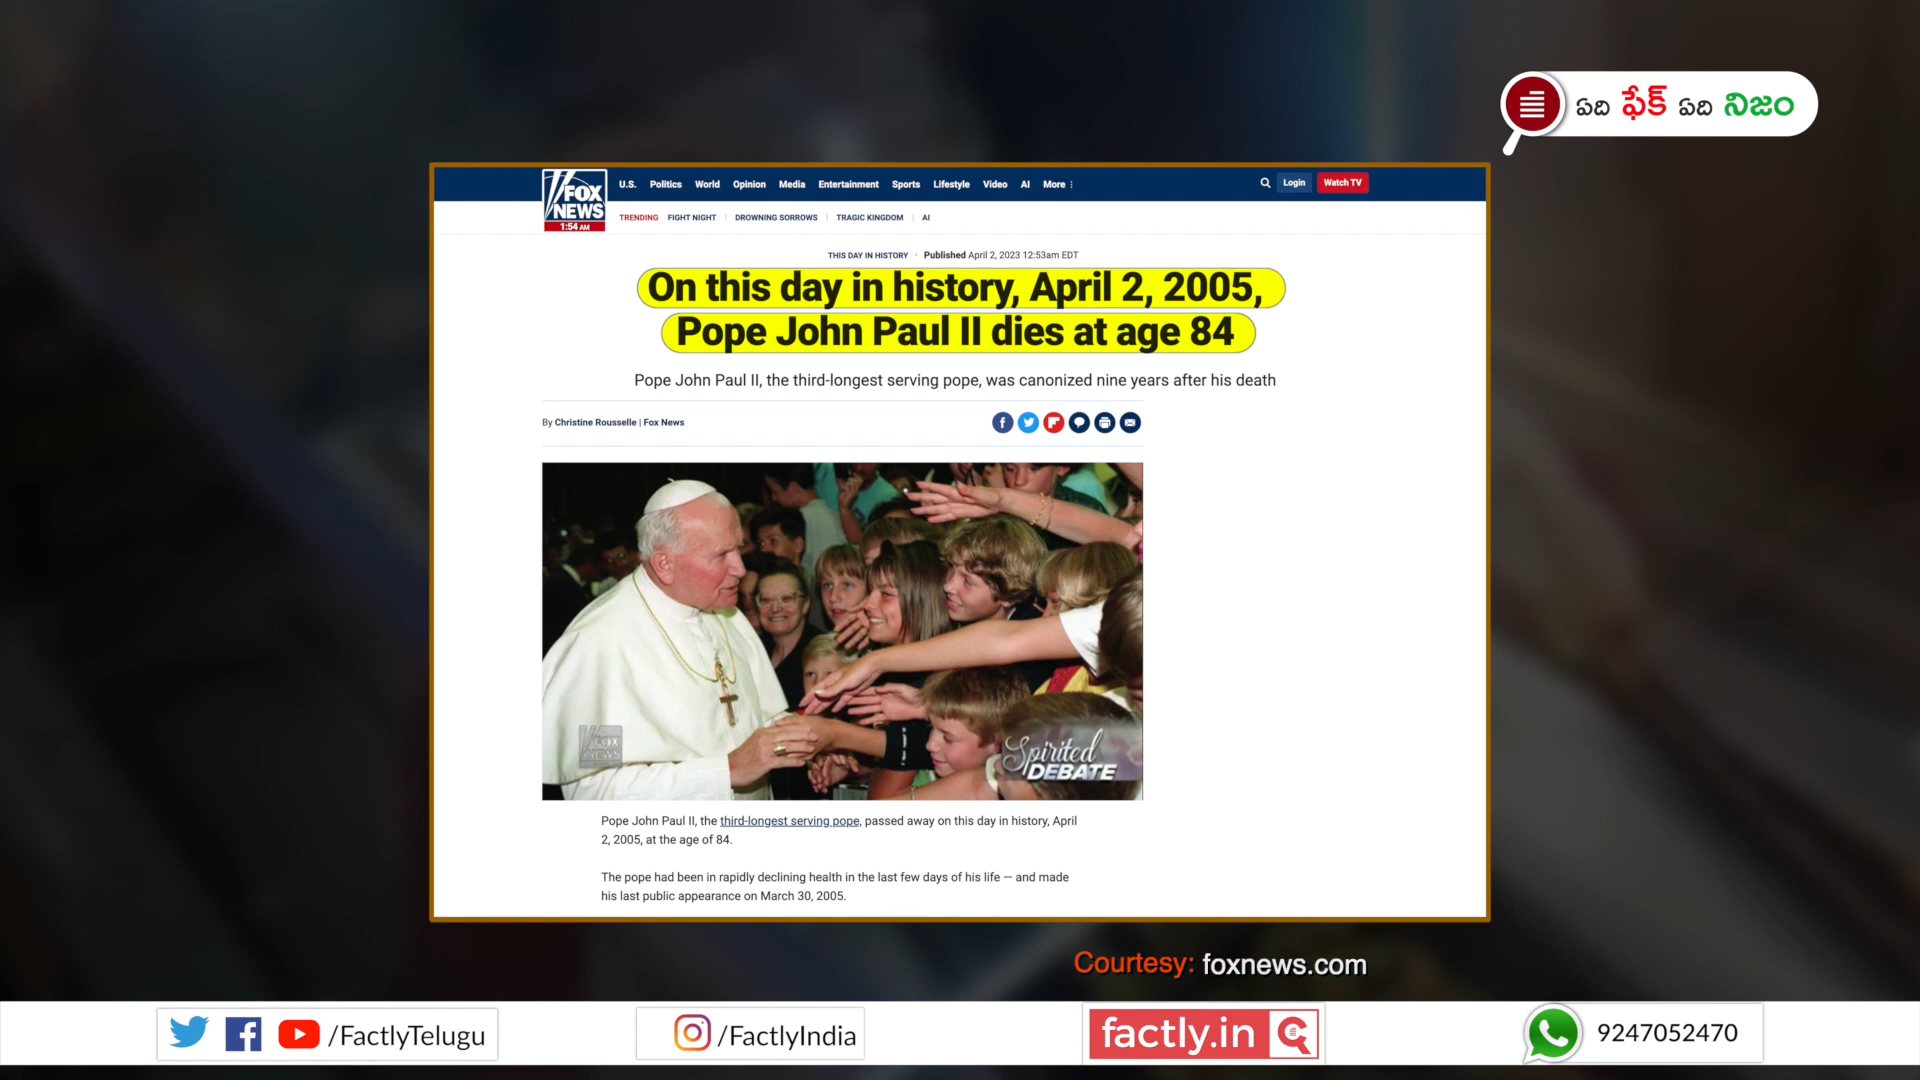 ఏది ఫేక్ ఏది నిజం
FOX
NEWS
1:54 AM
U.S. Politics World Opinion Media Entertainment Sports Lifestyle Video AI More
Login Watch TV
TRENDING FIGHT NIGHT DROWNING SORROWS TRAGIC KINGDOM AI
THIS DAY IN HISTORY · Published April 2, 2023 12:53am EDT
On this day in history, April 2, 2005,
Pope John Paul II dies at age 84
Pope John Paul II, the third-longest serving pope, was canonized nine years after his death
By Christine Rousselle | Fox News
FOX
NEWS
Spirited
DEBATE
Pope John Paul II, the third-longest serving pope, passed away on this day in history, April
2, 2005, at the age of 84.
The pope had been in rapidly declining health in the last few days of his life — and made
his last public appearance on March 30, 2005.
Courtesy: foxnews.com
/FactlyTelugu
/FactlyIndia
factly.in
9247052470